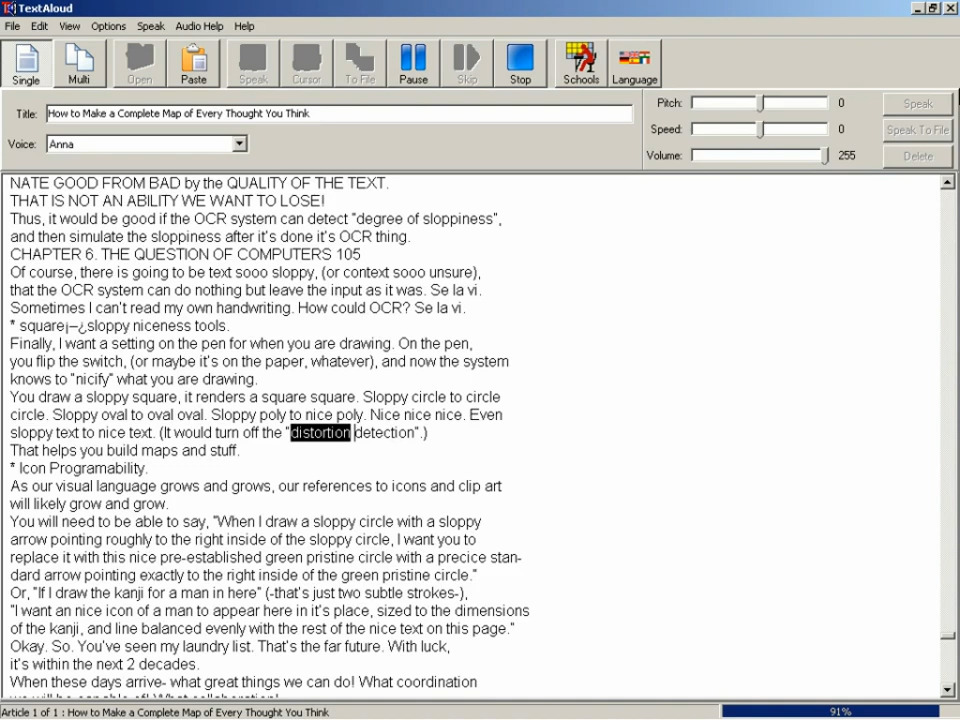 TextAloud
File Edit View Options Speak Audio Help Help
Single Multi Open Paste Speak Cursor To File Pause Skip Stop Schools Language
Title: How to Make a Complete Map of Every Thought You Think
Voice: Anna
Pitch: 0 Speak
Speed: 0 Speak To File
Volume: 255 Delete
NATE GOOD FROM BAD by the QUALITY OF THE TEXT.
THAT IS NOT AN ABILITY WE WANT TO LOSE!
Thus, it would be good if the OCR system can detect "degree of sloppiness",
and then simulate the sloppiness after it's done it's OCR thing.
CHAPTER 6. THE QUESTION OF COMPUTERS 105
Of course, there is going to be text sooo sloppy, (or context sooo unsure),
that the OCR system can do nothing but leave the input as it was. Se la vi.
Sometimes I can't read my own handwriting. How could OCR? Se la vi.
* square¡–¿sloppy niceness tools.
Finally, I want a setting on the pen for when you are drawing. On the pen,
you flip the switch, (or maybe it's on the paper, whatever), and now the system
knows to "nicify" what you are drawing.
You draw a sloppy square, it renders a square square. Sloppy circle to circle
circle. Sloppy oval to oval oval. Sloppy poly to nice poly. Nice nice nice. Even
sloppy text to nice text. (It would turn off the "distortion detection".)
That helps you build maps and stuff.
* Icon Programability.
As our visual language grows and grows, our references to icons and clip art
will likely grow and grow.
You will need to be able to say, "When I draw a sloppy circle with a sloppy
arrow pointing roughly to the right inside of the sloppy circle, I want you to
replace it with this nice pre-established green pristine circle with a precice stan-
dard arrow pointing exactly to the right inside of the green pristine circle."
Or, "If I draw the kanji for a man in here" (-that's just two subtle strokes-),
"I want an nice icon of a man to appear here in it's place, sized to the dimensions
of the kanji, and line balanced evenly with the rest of the nice text on this page."
Okay. So. You've seen my laundry list. That's the far future. With luck,
it's within the next 2 decades.
When these days arrive- what great things we can do! What coordination
we will be capable of! What collaboration!
Article 1 of 1 : How to Make a Complete Map of Every Thought You Think 91%